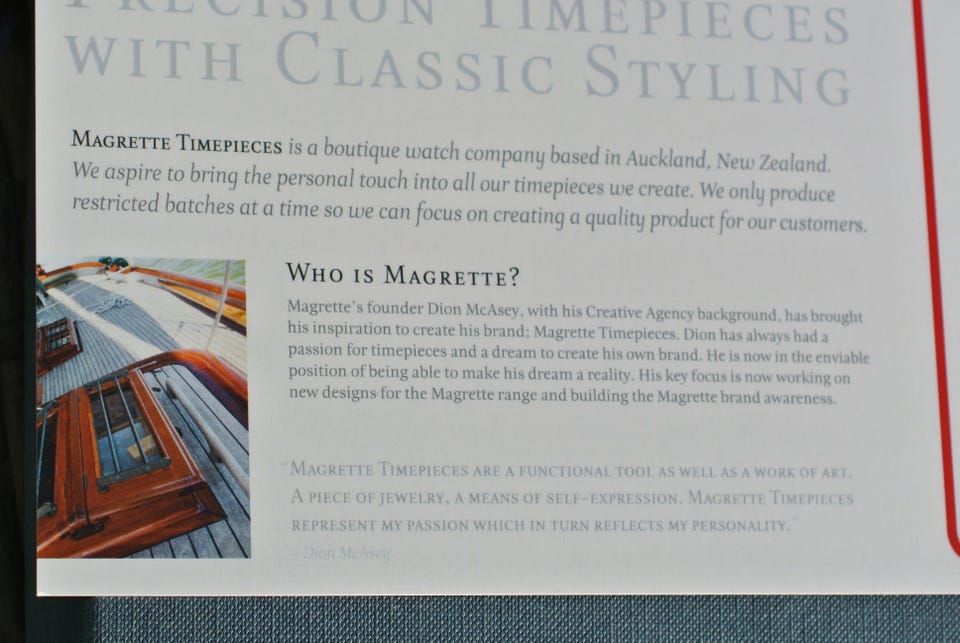 PRECISION TIMEPIECES
WITH CLASSIC STYLING
MAGRETTE TIMEPIECES is a boutique watch company based in Auckland, New Zealand.
We aspire to bring the personal touch into all our timepieces we create. We only produce
restricted batches at a time so we can focus on creating a quality product for our customers.
WHO IS MAGRETTE?
Magrette's founder Dion McAsey, with his Creative Agency background, has brought
his inspiration to create his brand; Magrette Timepieces. Dion has always had a
passion for timepieces and a dream to create his own brand. He is now in the enviable
position of being able to make his dream a reality. His key focus is now working on
new designs for the Magrette range and building the Magrette brand awareness.
"MAGRETTE TIMEPIECES ARE A FUNCTIONAL TOOL AS WELL AS A WORK OF ART.
A PIECE OF JEWELRY, A MEANS OF SELF-EXPRESSION. MAGRETTE TIMEPIECES
REPRESENT MY PASSION WHICH IN TURN REFLECTS MY PERSONALITY."
- Dion McAsey.